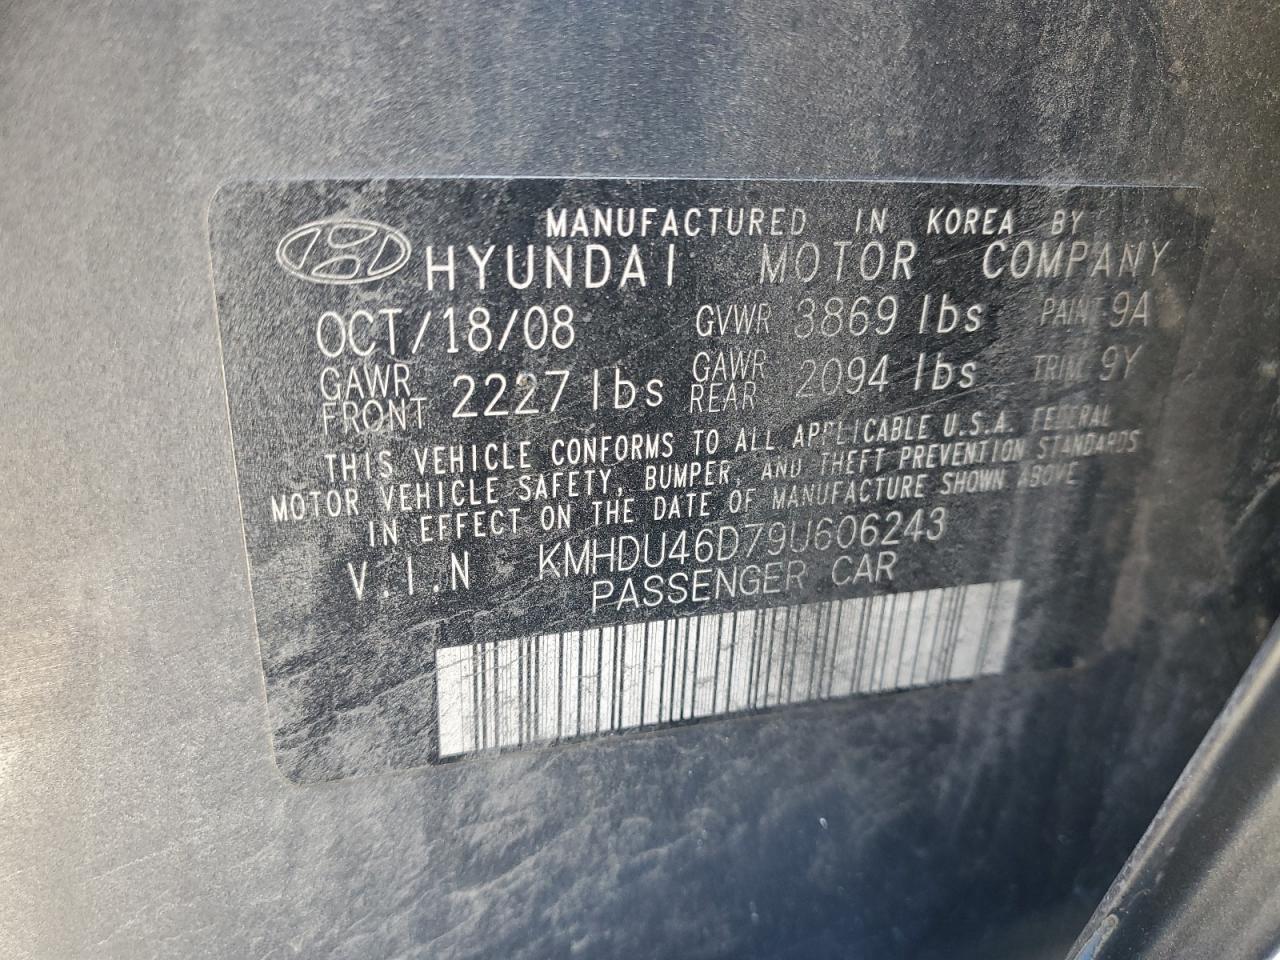 MANUFACTURED IN KOREA BY
HYUNDAI MOTOR COMPANY
OCT/18/08 GVWR 3869 lbs PAINT 9A
GAWR FRONT 2227 lbs GAWR REAR 2094 lbs TRIM 9Y
THIS VEHICLE CONFORMS TO ALL APPLICABLE U.S.A. FEDERAL
MOTOR VEHICLE SAFETY, BUMPER, AND THEFT PREVENTION STANDARDS
IN EFFECT ON THE DATE OF MANUFACTURE SHOWN ABOVE
V.I.N KMHDU46D79U606243
PASSENGER CAR